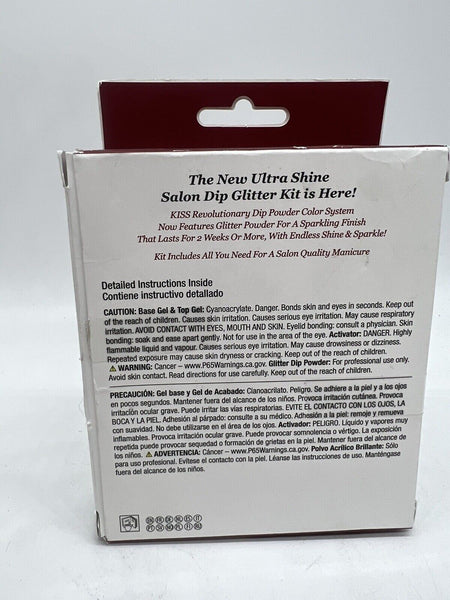 The New Ultra Shine
Salon Dip Glitter Kit is Here!
KISS Revolutionary Dip Powder Color System
Now Features Glitter Powder For A Sparkling Finish
That Lasts For 2 Weeks Or More, With Endless Shine & Sparkle!
Kit Includes All You Need For A Salon Quality Manicure
Detailed Instructions Inside
Contiene instructivo detallado
CAUTION: Base Gel & Top Gel: Cyanoacrylate. Danger. Bonds skin and eyes in seconds. Keep out
of the reach of children. Causes skin irritation. Causes serious eye irritation. May cause respiratory
irritation. AVOID CONTACT WITH EYES, MOUTH AND SKIN. Eyelid bonding: consult a physician. Skin
bonding: soak and ease apart gently. Not for use in the area of the eye. Activator: DANGER. Highly
flammable liquid and vapour. Causes serious eye irritation. May cause drowsiness or dizziness.
Repeated exposure may cause skin dryness or cracking. Keep out of the reach of children.
⚠ WARNING: Cancer – www.P65Warnings.ca.gov. Glitter Dip Powder: For professional use only.
Avoid skin contact. Read directions for use carefully. Keep out of the reach of children.
PRECAUCIÓN: Gel base y Gel de Acabado: Cianoacrilato. Peligro. Se adhiere a la piel y a los ojos
en pocos segundos. Mantener fuera del alcance de los niños. Provoca irritación cutánea. Provoca
irritación ocular grave. Puede irritar las vías respiratorias. EVITE EL CONTACTO CON LOS OJOS, LA
BOCA Y LA PIEL. Adhesión al párpado: consulte a su médico. Adhesión a la piel: remoje y remueva
con suavidad. No debe utilizarse en el área de los ojos. Activador: PELIGRO. Líquido y vapores muy
inflamables. Provoca irritación ocular grave. Puede provocar somnolencia o vértigo. La exposición
repetida puede provocar sequedad o formación de grietas en la piel. Mantener fuera del alcance de
los niños. ⚠ ADVERTENCIA: Cáncer – www.P65Warnings.ca.gov. Polvo Acrílico Brillante: Sólo
para uso profesional. Evítese el contacto con la piel. Léanse las instrucciones de uso. Manténgase
fuera del alcance de los niños.